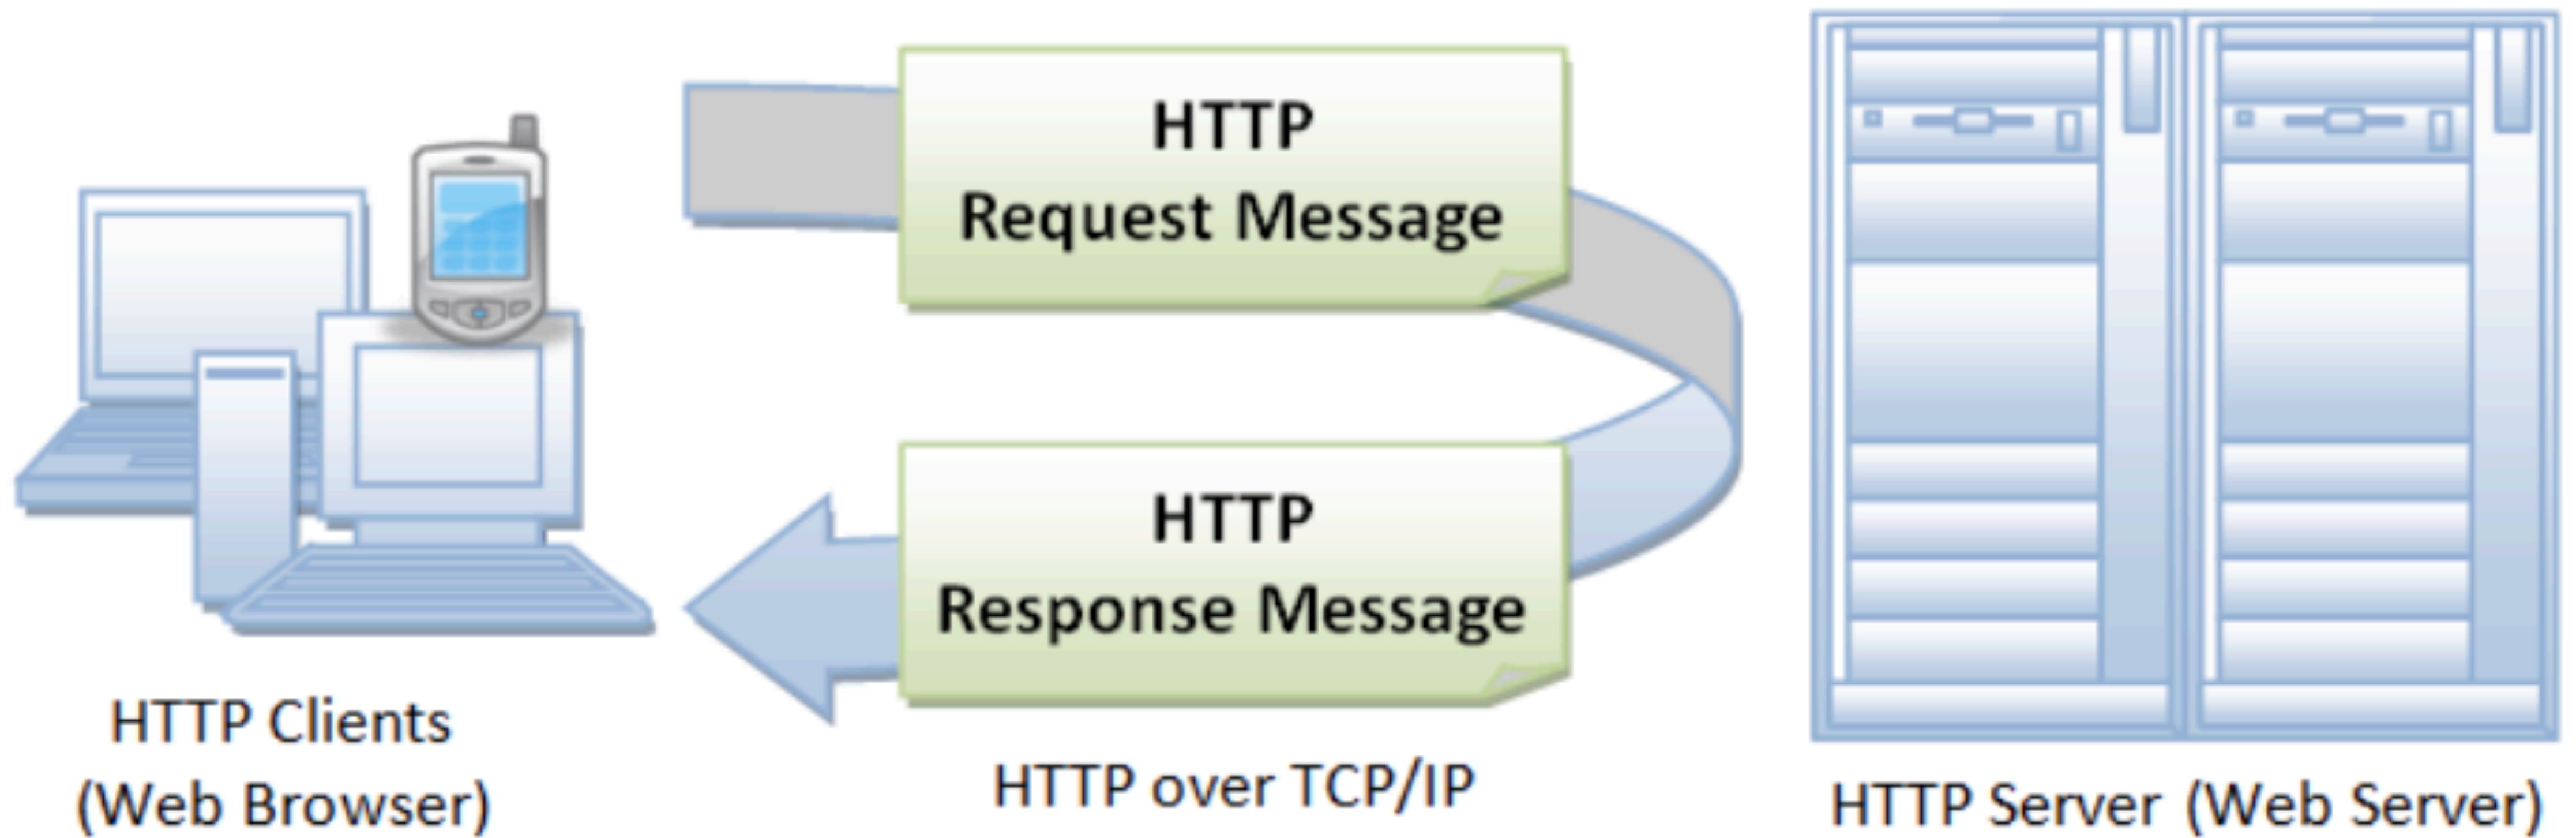 HTTP
Request Message
HTTP
Response Message
HTTP Clients
(Web Browser)
HTTP over TCP/IP
HTTP Server (Web Server)